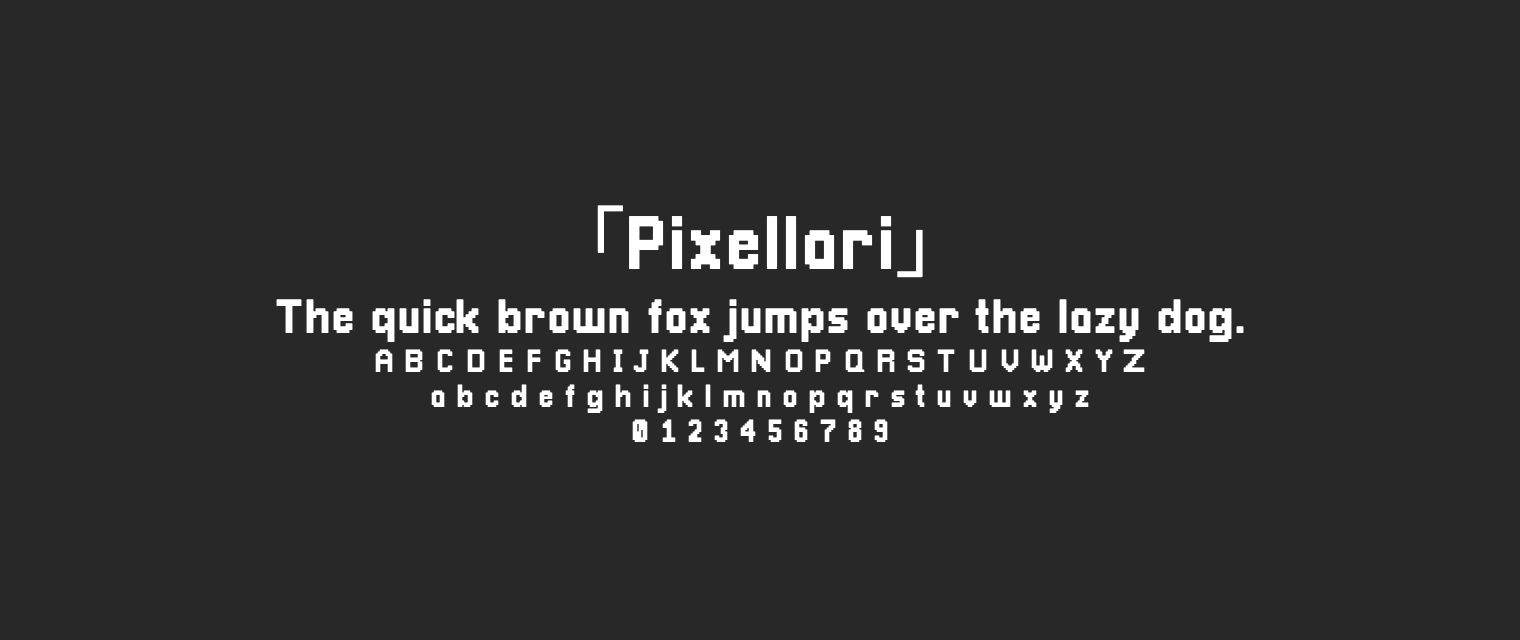 「Pixellari」
The quick brown fox jumps over the lazy dog.
A B C D E F G H I J K L M N O P Q R S T U V W X Y Z
a b c d e f g h i j k l m n o p q r s t u v w x y z
0 1 2 3 4 5 6 7 8 9